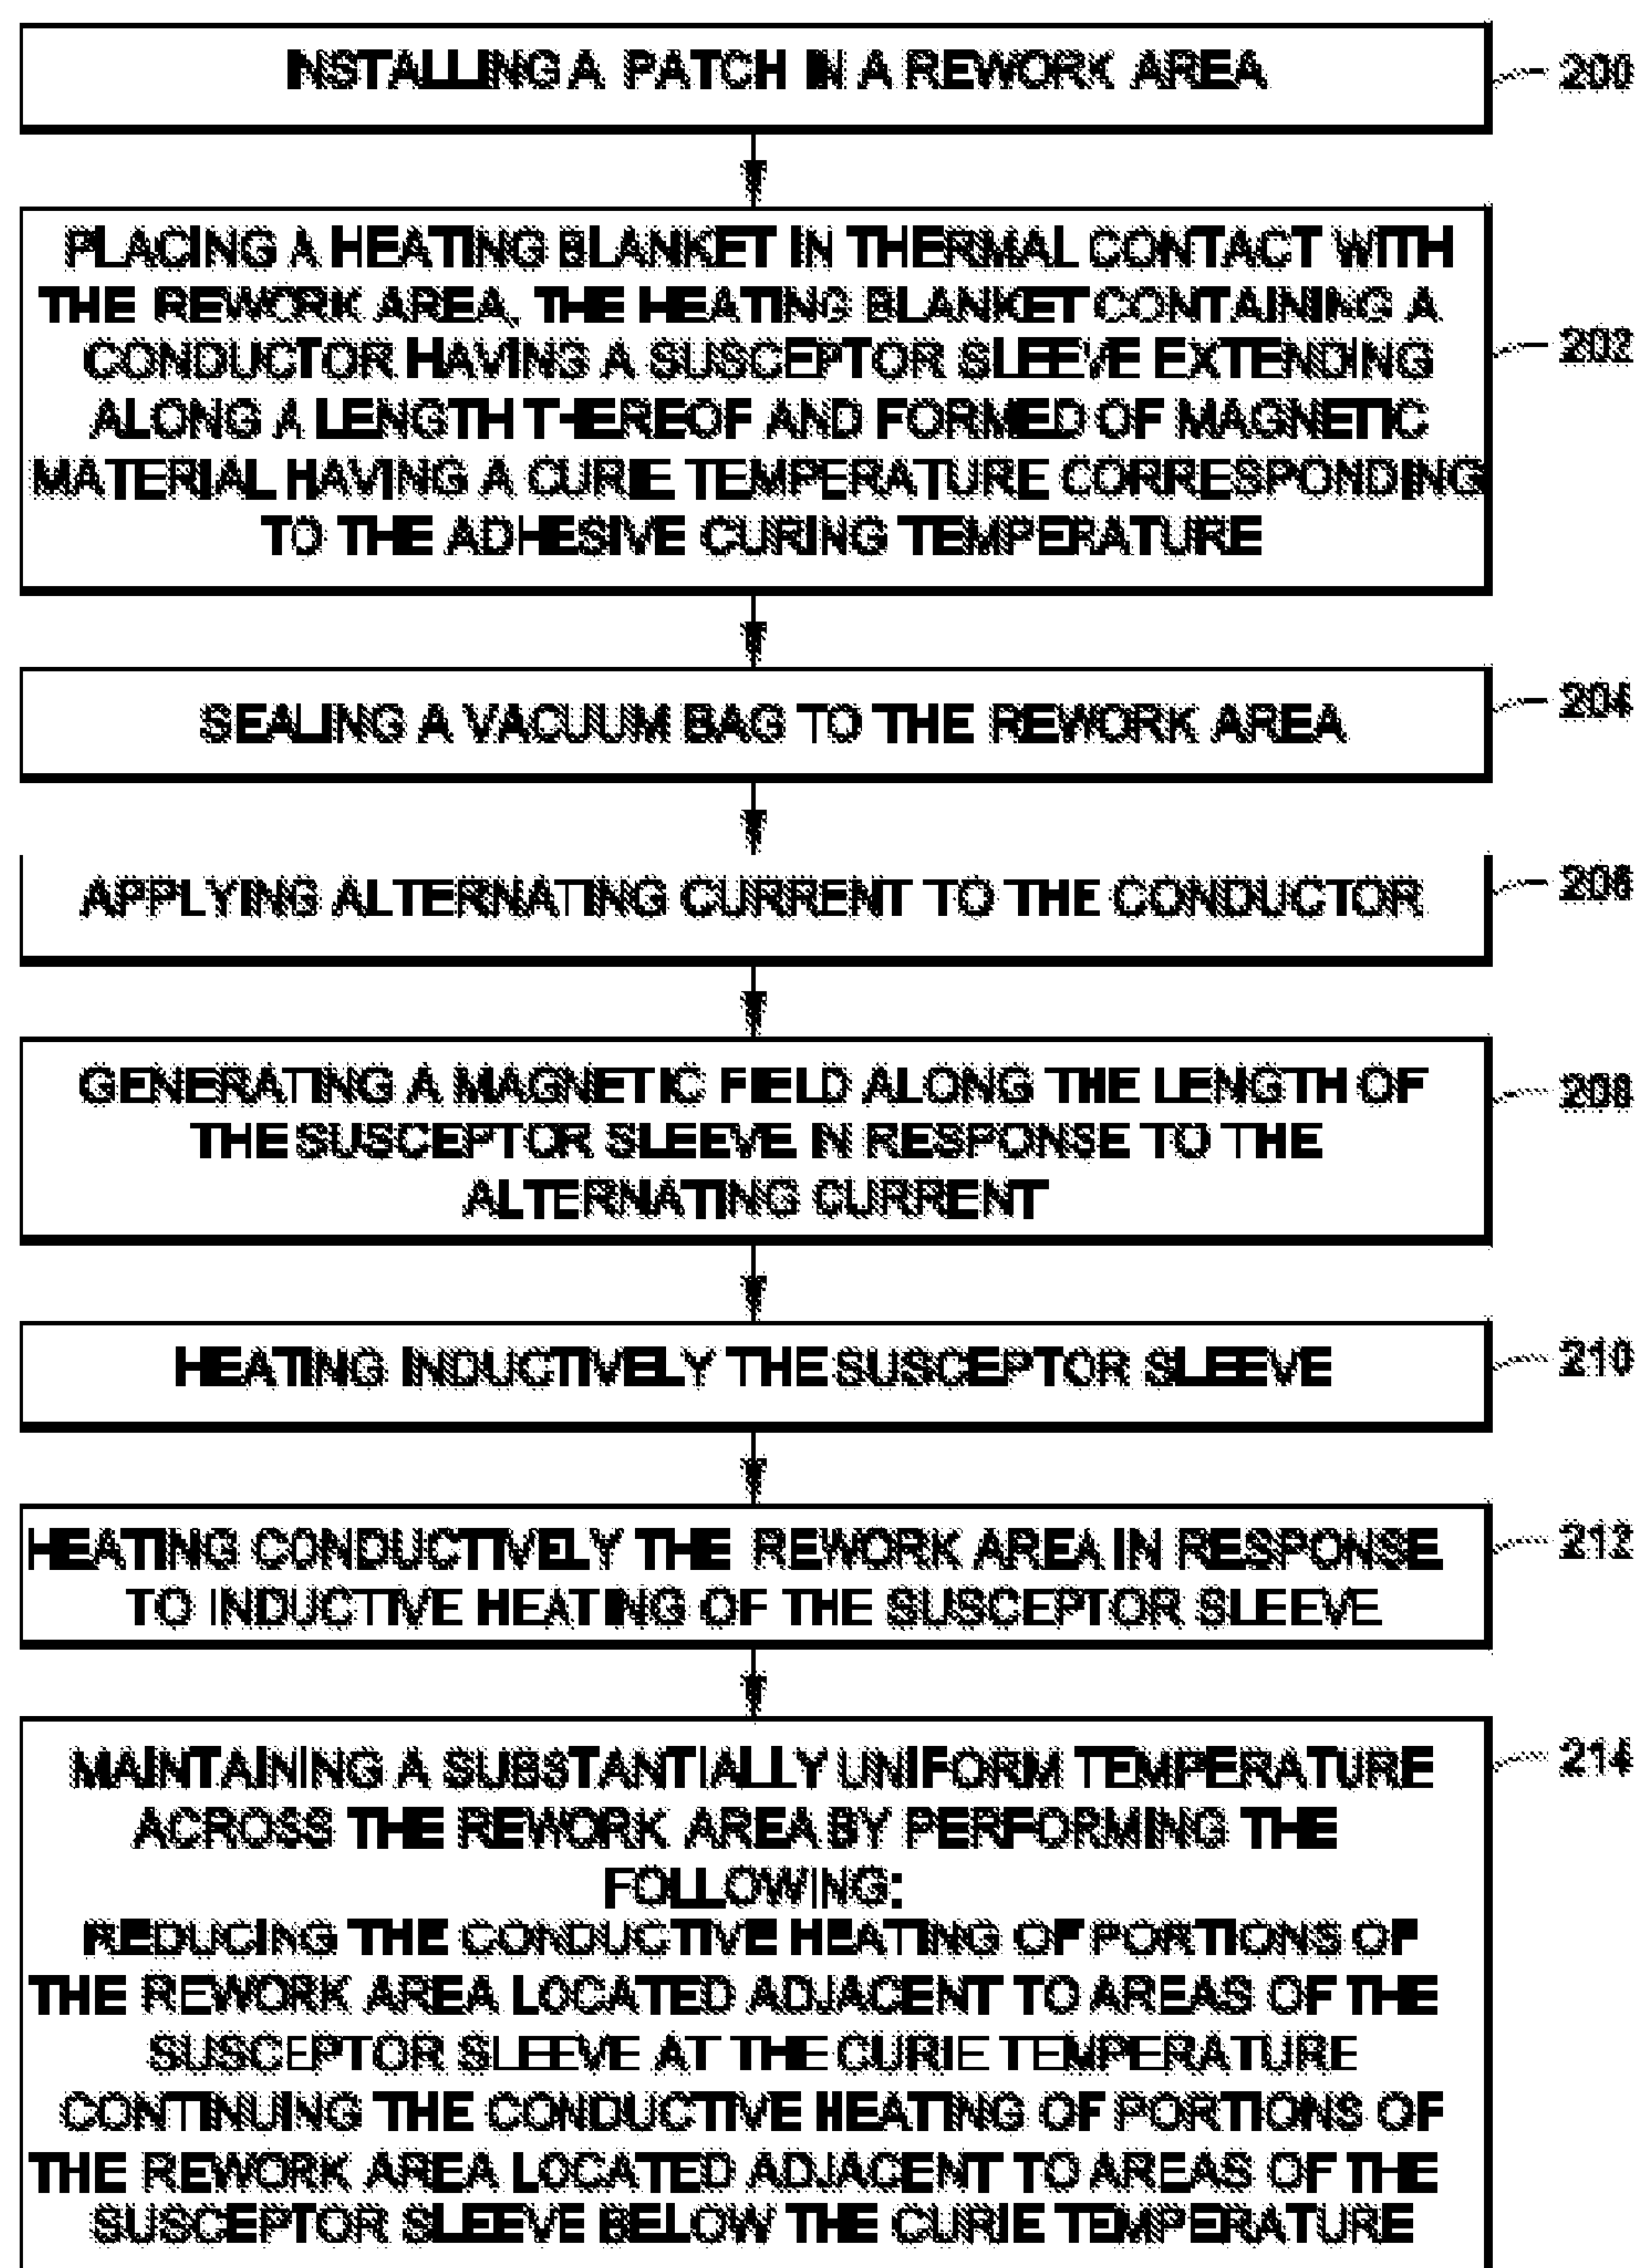 INSTALLING A PATCH IN A REWORK AREA
200
PLACING A HEATING BLANKET IN THERMAL CONTACT WITH
THE REWORK AREA, THE HEATING BLANKET CONTAINING A
CONDUCTOR HAVING A SUSCEPTOR SLEEVE EXTENDING
ALONG A LENGTH THEREOF AND FORMED OF MAGNETIC
MATERIAL HAVING A CURIE TEMPERATURE CORRESPONDING
TO THE ADHESIVE CURING TEMPERATURE
202
SEALING A VACUUM BAG TO THE REWORK AREA
204
APPLYING ALTERNATING CURRENT TO THE CONDUCTOR
206
GENERATING A MAGNETIC FIELD ALONG THE LENGTH OF
THE SUSCEPTOR SLEEVE IN RESPONSE TO THE
ALTERNATING CURRENT
208
HEATING INDUCTIVELY THE SUSCEPTOR SLEEVE
210
HEATING CONDUCTIVELY THE REWORK AREA IN RESPONSE
TO INDUCTIVE HEATING OF THE SUSCEPTOR SLEEVE
212
MAINTAINING A SUBSTANTIALLY UNIFORM TEMPERATURE
ACROSS THE REWORK AREA BY PERFORMING THE
FOLLOWING:
REDUCING THE CONDUCTIVE HEATING OF PORTIONS OF
THE REWORK AREA LOCATED ADJACENT TO AREAS OF THE
SUSCEPTOR SLEEVE AT THE CURIE TEMPERATURE
CONTINUING THE CONDUCTIVE HEATING OF PORTIONS OF
THE REWORK AREA LOCATED ADJACENT TO AREAS OF THE
SUSCEPTOR SLEEVE BELOW THE CURIE TEMPERATURE
214